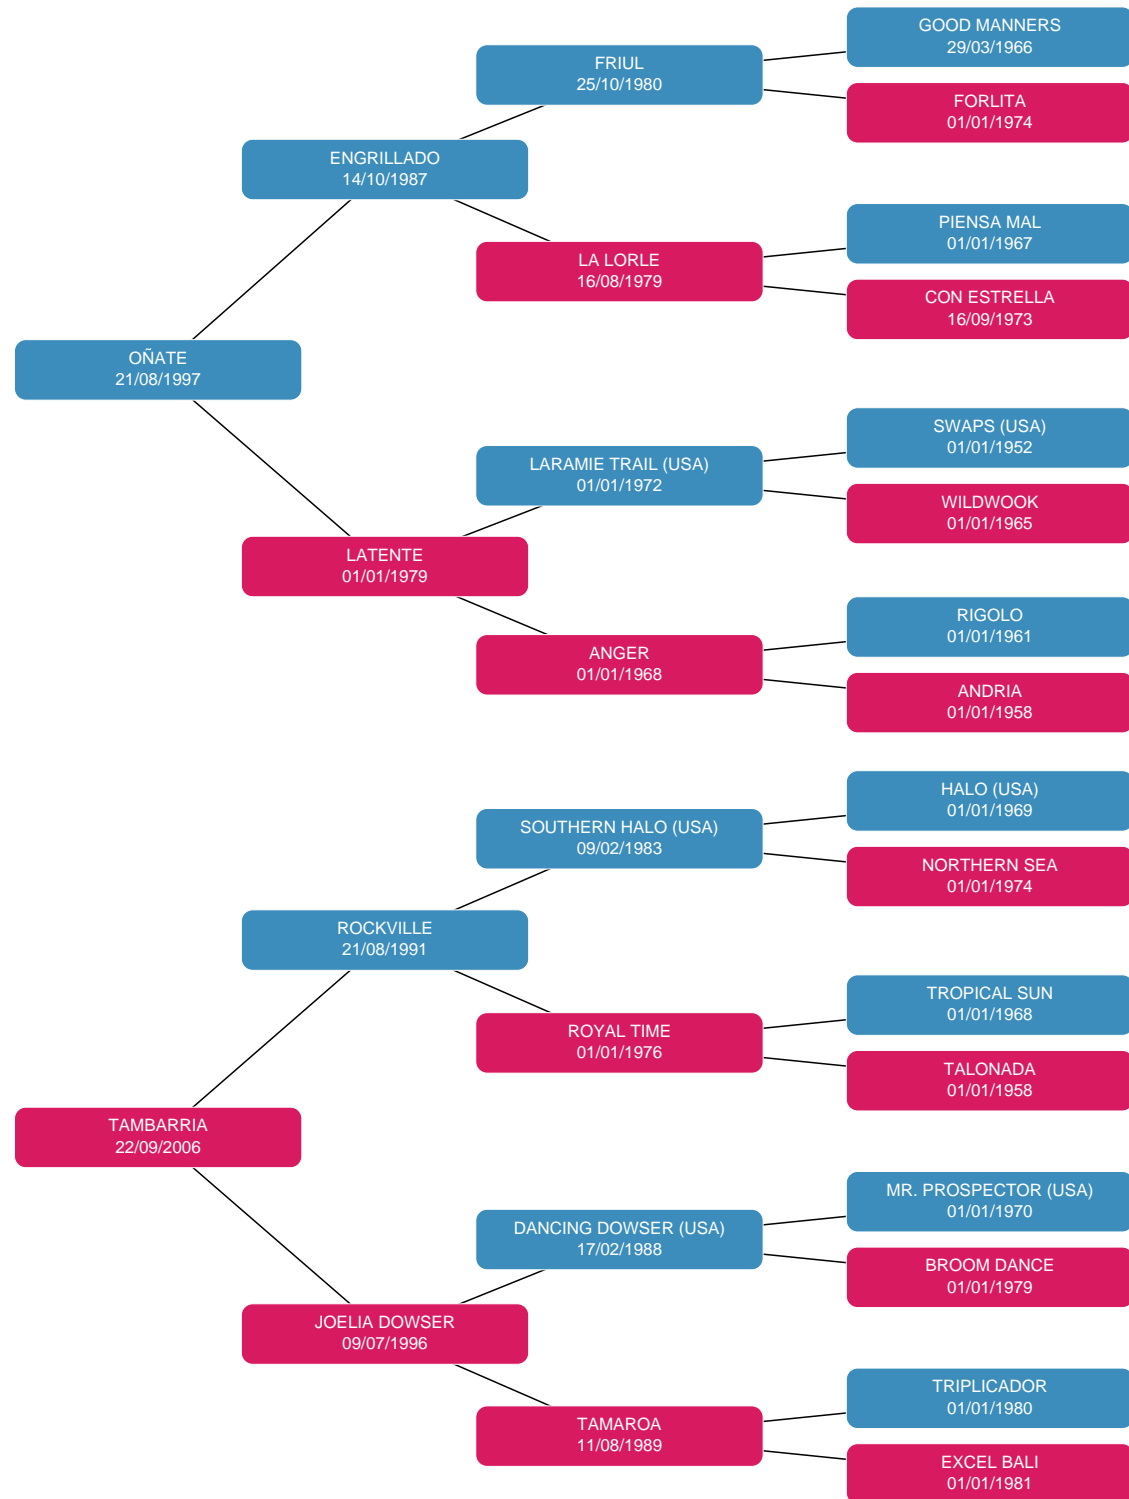 GOOD MANNERS
29/03/1966
FRIUL
25/10/1980
FORLITA
01/01/1974
ENGRILLADO
14/10/1987
PIENSA MAL
01/01/1967
LA LORLE
16/08/1979
CON ESTRELLA
16/09/1973
OÑATE
21/08/1997
SWAPS (USA)
01/01/1952
LARAMIE TRAIL (USA)
01/01/1972
WILDWOOK
01/01/1965
LATENTE
01/01/1979
RIGOLO
01/01/1961
ANGER
01/01/1968
ANDRIA
01/01/1958
HALO (USA)
01/01/1969
SOUTHERN HALO (USA)
09/02/1983
NORTHERN SEA
01/01/1974
ROCKVILLE
21/08/1991
TROPICAL SUN
01/01/1968
ROYAL TIME
01/01/1976
TALONADA
01/01/1958
TAMBARRIA
22/09/2006
MR. PROSPECTOR (USA)
01/01/1970
DANCING DOWSER (USA)
17/02/1988
BROOM DANCE
01/01/1979
JOELIA DOWSER
09/07/1996
TRIPLICADOR
01/01/1980
TAMAROA
11/08/1989
EXCEL BALI
01/01/1981